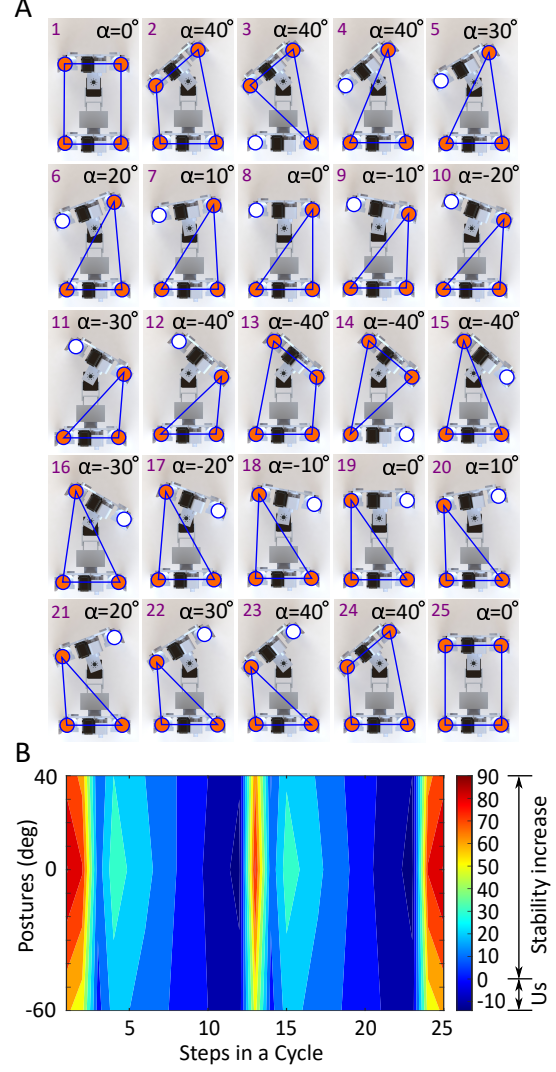 A
1 α=0° 2 α=40° 3 α=40° 4 α=40° 5 α=30°
6 α=20° 7 α=10° 8 α=0° 9 α=-10° 10 α=-20°
11 α=-30° 12 α=-40° 13 α=-40° 14 α=-40° 15 α=-40°
16 α=-30° 17 α=-20° 18 α=-10° 19 α=0° 20 α=10°
21 α=20° 22 α=30° 23 α=40° 24 α=40° 25 α=0°
B
40
0
-60
Postures (deg)
5 10 15 20 25
Steps in a Cycle
90
80
70
60
50
40
30
20
10
0
-10
Stability increase
Us